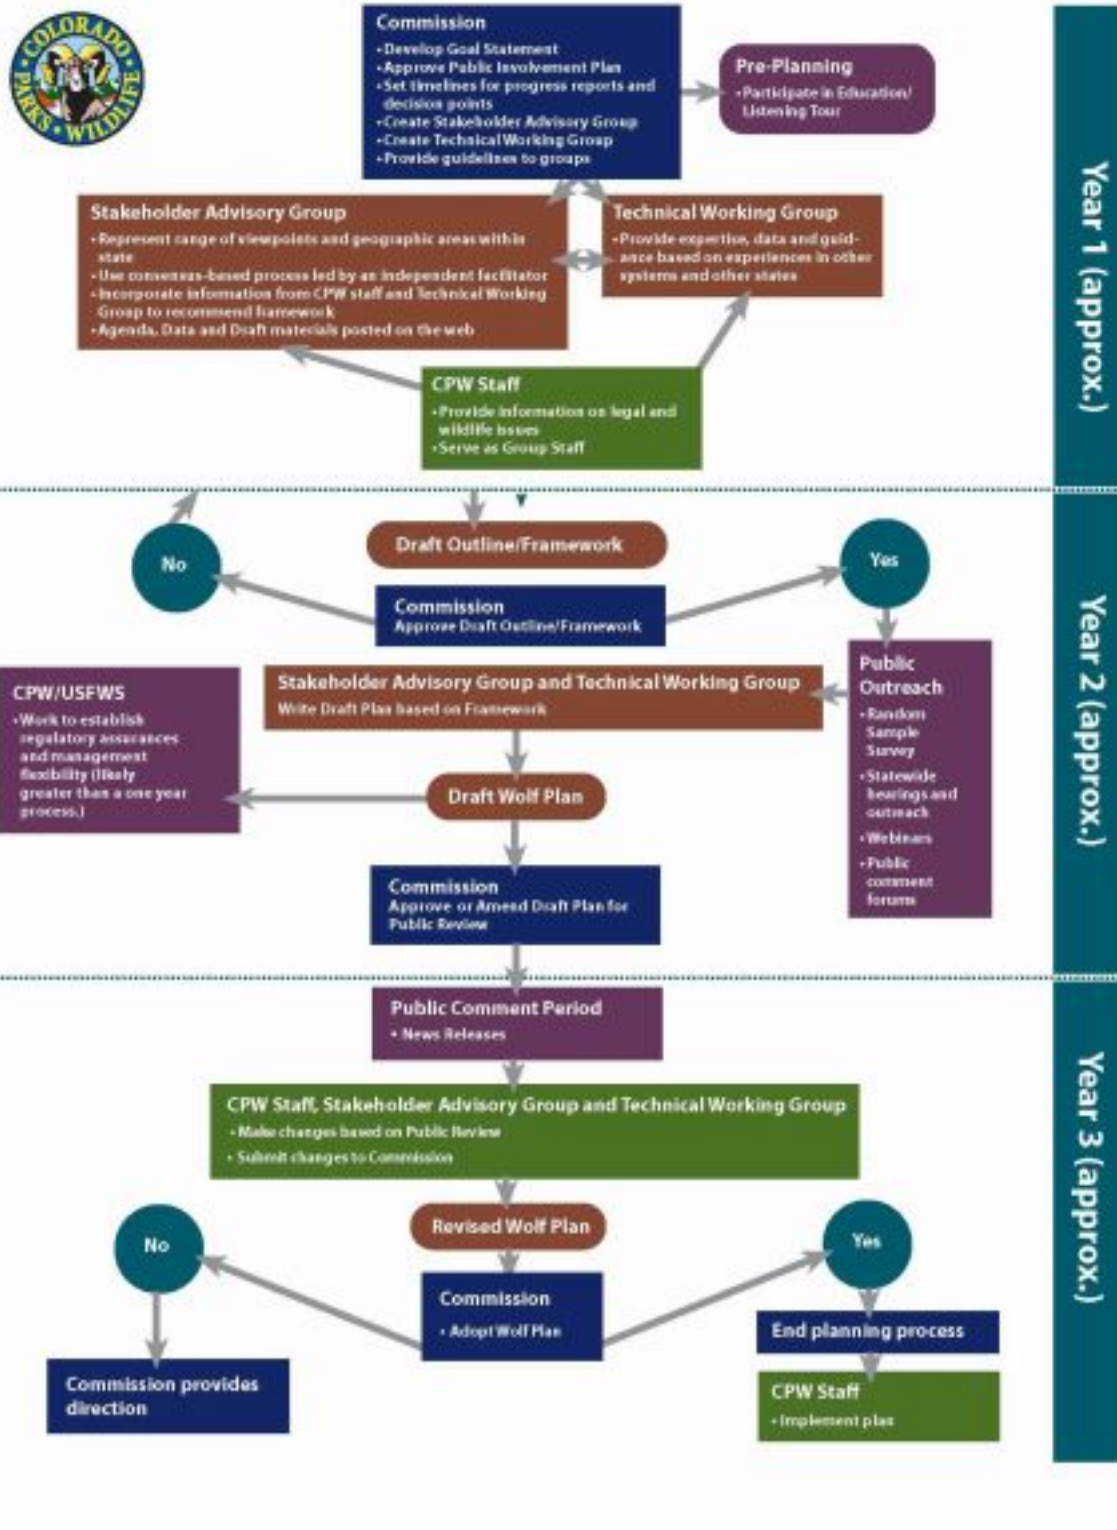 COLORADO
PARKS • WILDLIFE
Commission
•Develop Goal Statement
•Approve Public Involvement Plan
•Set timelines for progress reports and
decision points
•Create Stakeholder Advisory Group
•Create Technical Working Group
•Provide guidelines to groups
Pre-Planning
•Participate in Education/
Listening Tour
Year 1 (approx.)
Stakeholder Advisory Group
•Represent range of viewpoints and geographic areas within
state
•Use consensus-based process led by an independent facilitator
•Incorporate information from CPW staff and Technical Working
Group to recommend framework
•Agenda, Data and Draft materials posted on the web
Technical Working Group
•Provide expertise, data and guid-
ance based on experiences in other
systems and other states
CPW Staff
•Provide information on legal and
wildlife issues
•Serve as Group Staff
No
Draft Outline/Framework
Yes
Commission
Approve Draft Outline/Framework
Year 2 (approx.)
CPW/USFWS
•Work to establish
regulatory assurances
and management
flexibility (likely
greater than a one year
process.)
Stakeholder Advisory Group and Technical Working Group
Write Draft Plan based on Framework
Public
Outreach
•Random
Sample
Survey
•Statewide
hearings and
outreach
•Webinars
•Public
comment
forums
Draft Wolf Plan
Commission
Approve or Amend Draft Plan for
Public Review
Public Comment Period
• News Releases
Year 3 (approx.)
CPW Staff, Stakeholder Advisory Group and Technical Working Group
• Make changes based on Public Review
• Submit changes to Commission
No
Revised Wolf Plan
Yes
Commission
• Adopt Wolf Plan
End planning process
Commission provides
direction
CPW Staff
• Implement plan